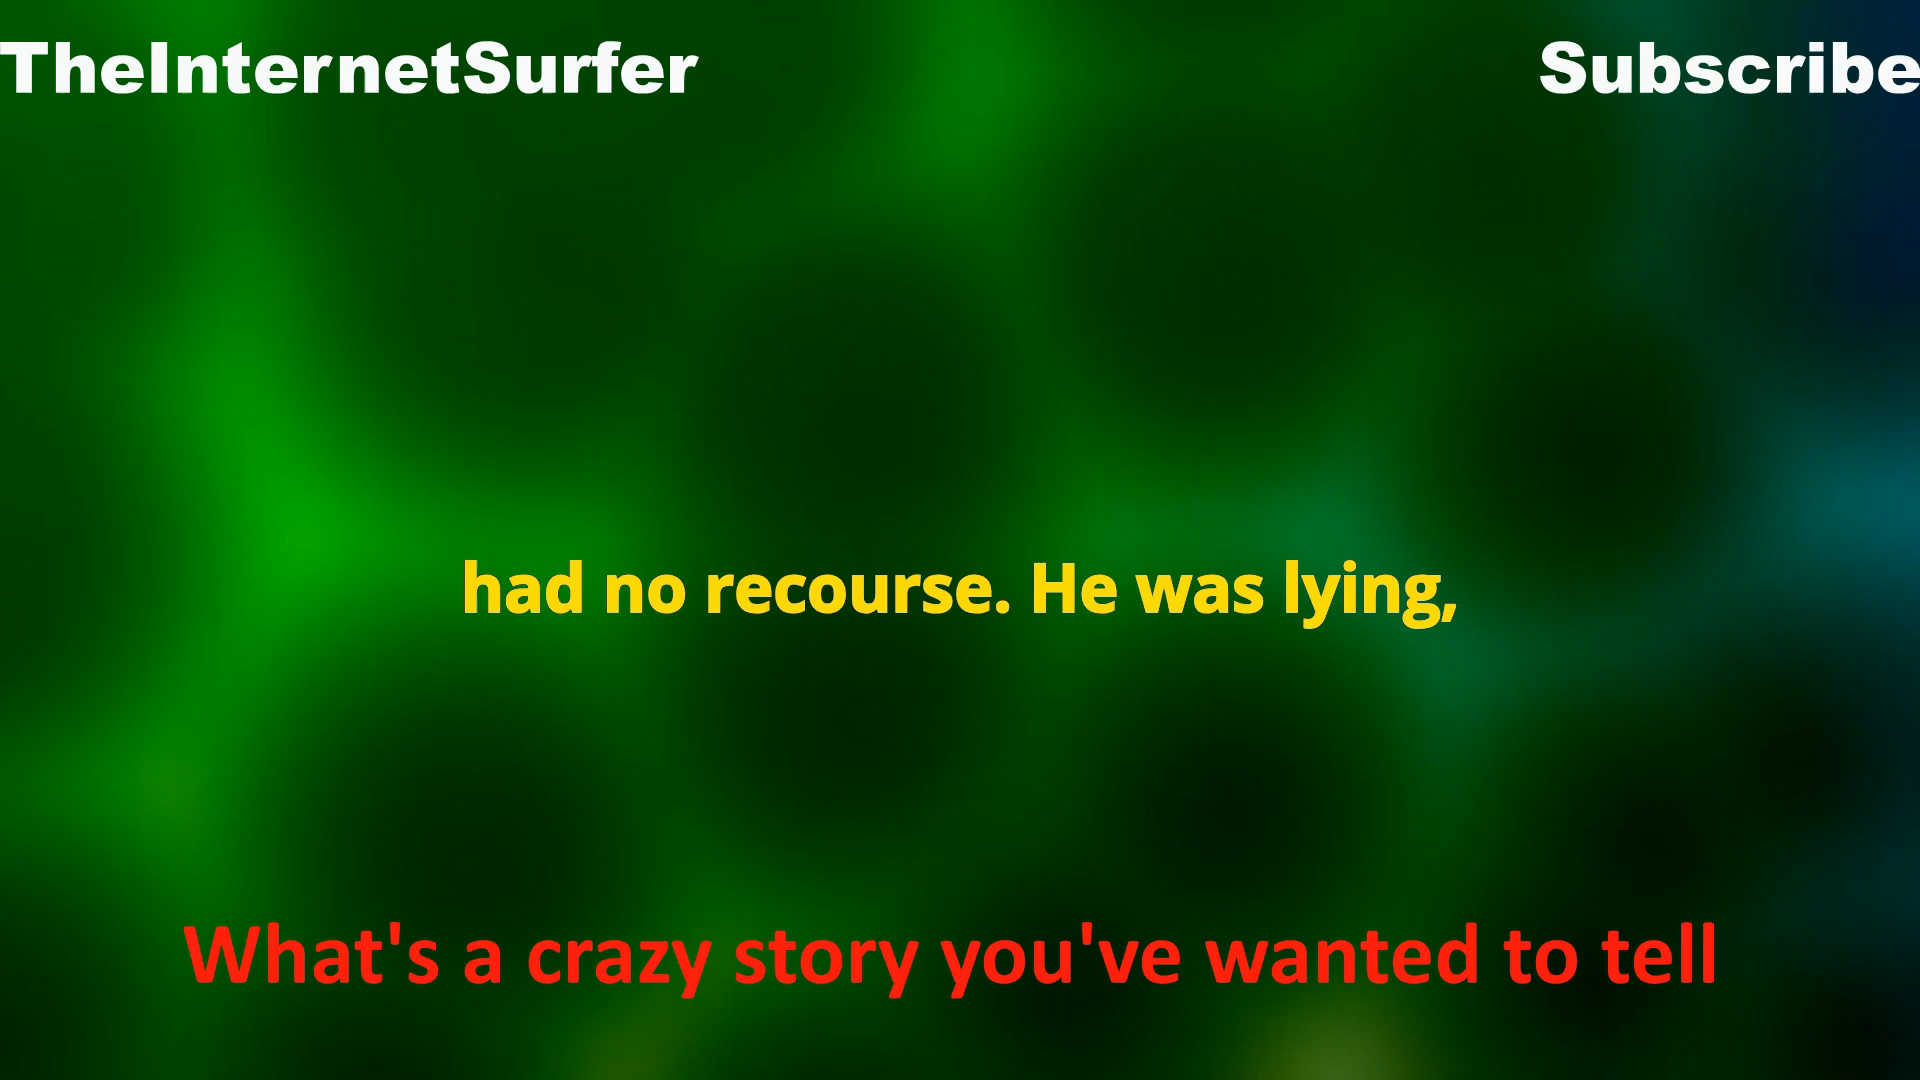 TheInternetSurfer
Subscribe
had no recourse. He was lying,
What's a crazy story you've wanted to tell